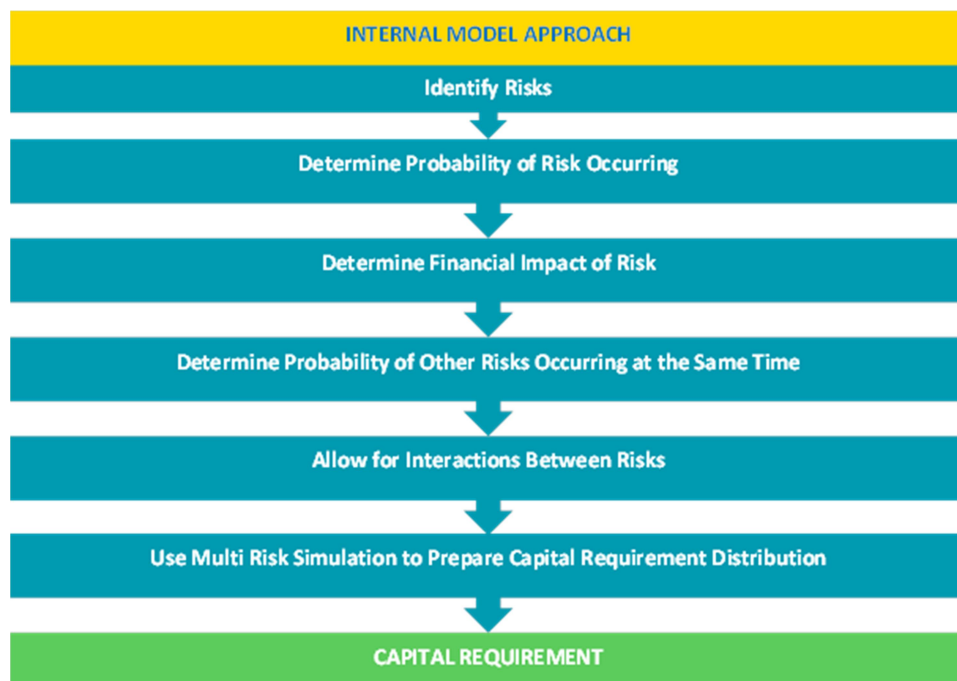 INTERNAL MODEL APPROACH
Identify Risks
Determine Probability of Risk Occurring
Determine Financial Impact of Risk
Determine Probability of Other Risks Occurring at the Same Time
Allow for Interactions Between Risks
Use Multi Risk Simulation to Prepare Capital Requirement Distribution
CAPITAL REQUIREMENT